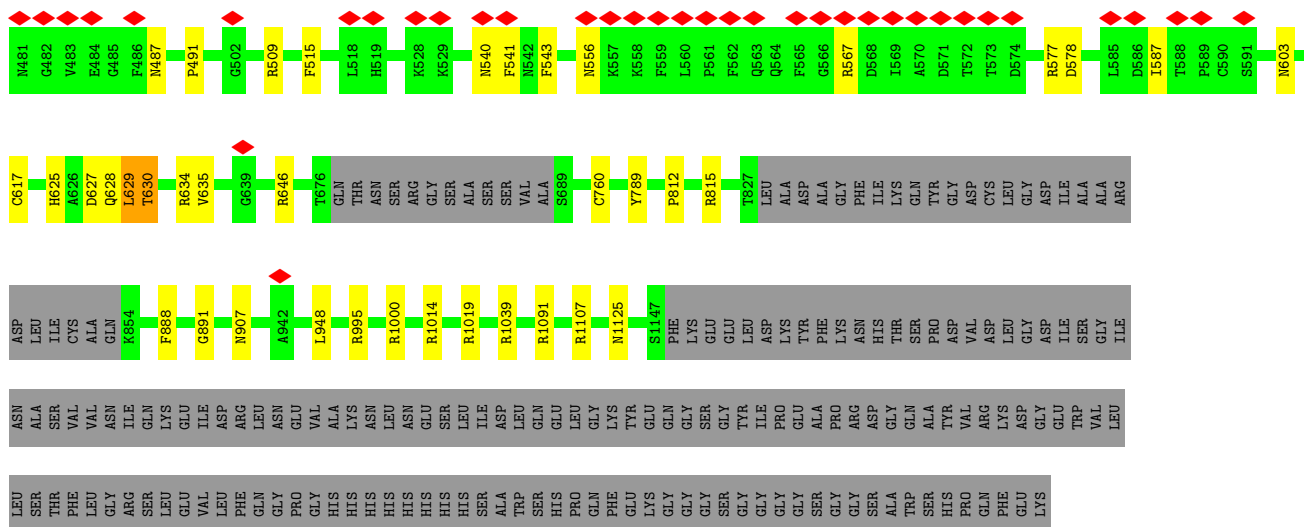 N481 G482 V483 E484 G485 F486 N487 P491 G502 R509 F515 L518 H519 K528 K529 N540 F541 N542 F543 N556 K557 K558 F559 L560 P561 F562 Q563 Q564 F565 G566 R567 D568 I569 A570 D571 T572 T573 D574 R577 D578 L585 D586 I587 T588 P589 C590 S591 N603
C617 H625 A626 D627 Q628 L629 T630 R634 V635 G639 R646 T676 GLN THR ASN SER ARG GLY SER ALA SER SER VAL ALA S689 C760 Y789 P812 R815 T827 LEU ALA ASP ALA GLY PHE ILE LYS GLN TYR GLY ASP CYS LEU GLY ASP ILE ALA ALA ARG
ASP LEU ILE CYS ALA GLN K854 F888 G891 N907 A942 L948 R995 R1000 R1014 R1019 R1039 R1091 R1107 N1125 S1147 PHE LYS GLU GLU LEU ASP LYS TYR PHE LYS ASN HIS THR SER PRO ASP VAL ASP LEU GLY ASP ILE SER GLY ILE
ASN ALA SER VAL VAL ASN ILE GLN LYS GLU ILE ASP ARG LEU ASN GLU VAL ALA LYS ASN LEU ASN GLU SER LEU ILE ASP LEU GLN GLU LEU GLY LYS TYR GLU GLN GLY SER GLY TYR ILE PRO GLU ALA PRO ARG ASP GLY GLN ALA TYR VAL ARG LYS ASP GLY GLU TRP VAL LEU
LEU SER THR PHE LEU GLY ARG SER LEU GLU VAL LEU PHE GLN GLY PRO GLY HIS HIS HIS HIS HIS HIS HIS HIS SER ALA TRP SER HIS PRO GLN PHE GLU LYS GLY GLY GLY SER GLY GLY GLY GLY SER GLY GLY SER ALA TRP SER HIS PRO GLN PHE GLU LYS